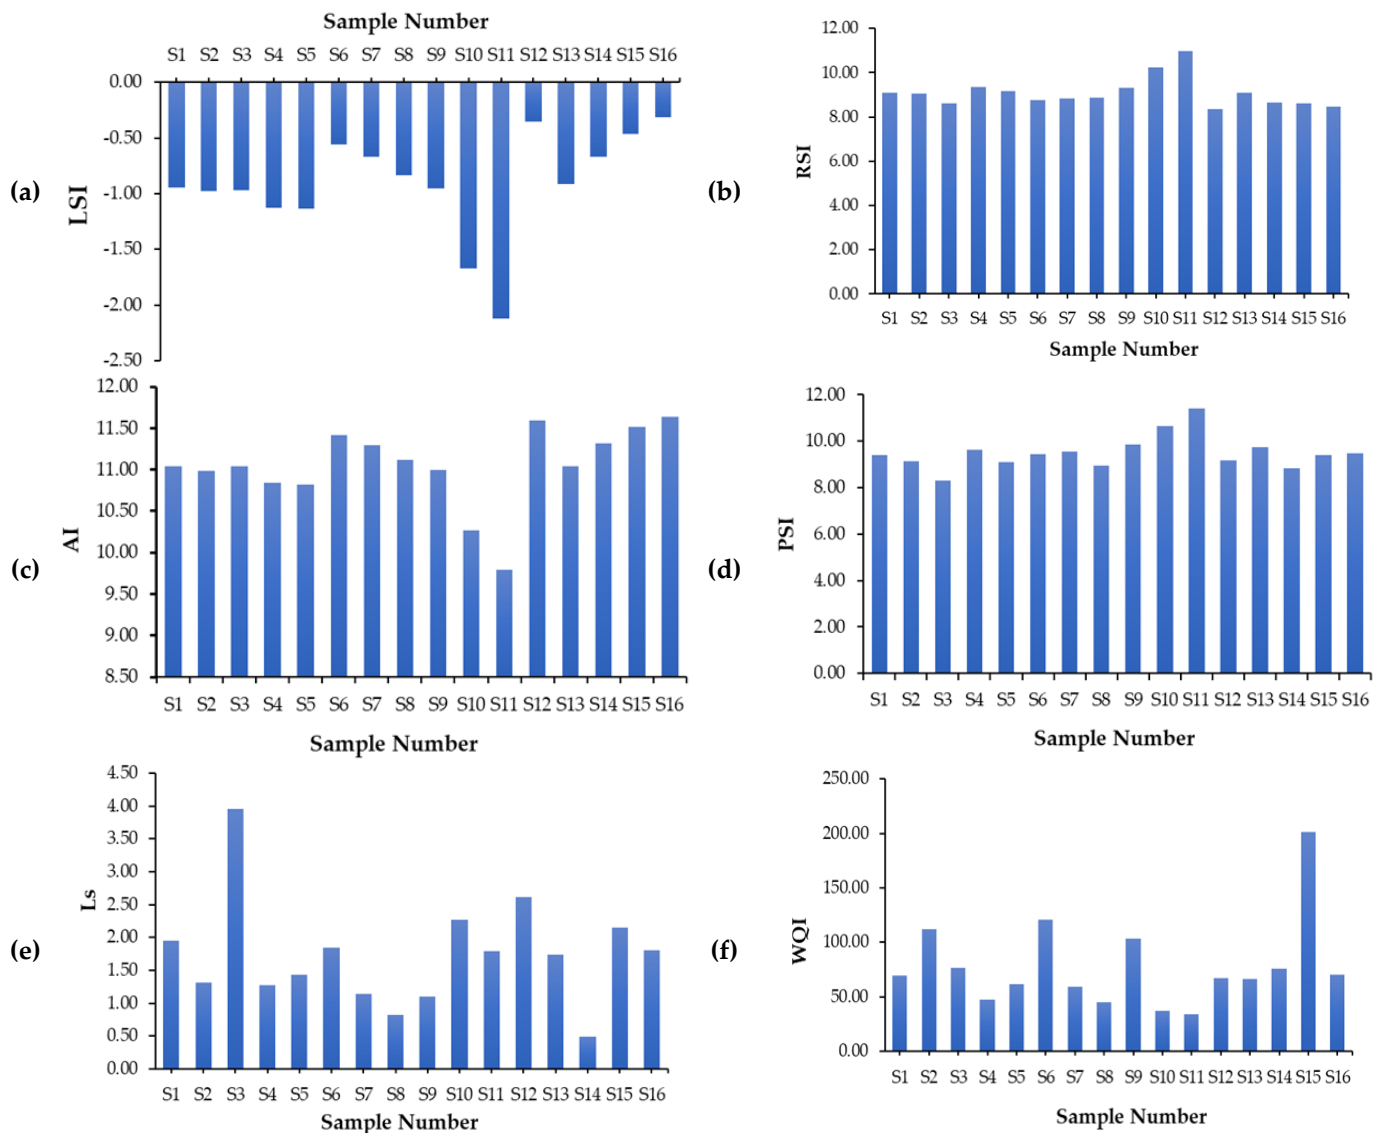 Sample Number
S1 S2 S3 S4 S5 S6 S7 S8 S9 S10 S11 S12 S13 S14 S15 S16
0.00
-0.50
-1.00
-1.50
-2.00
-2.50
LSI
(a)
12.00
10.00
8.00
6.00
4.00
2.00
0.00
RSI
(b)
S1 S2 S3 S4 S5 S6 S7 S8 S9 S10 S11 S12 S13 S14 S15 S16
Sample Number
12.00
11.50
11.00
10.50
10.00
9.50
9.00
8.50
AI
(c)
S1 S2 S3 S4 S5 S6 S7 S8 S9 S10 S11 S12 S13 S14 S15 S16
Sample Number
12.00
10.00
8.00
6.00
4.00
2.00
0.00
PSI
(d)
S1 S2 S3 S4 S5 S6 S7 S8 S9 S10 S11 S12 S13 S14 S15 S16
Sample Number
4.50
4.00
3.50
3.00
2.50
2.00
1.50
1.00
0.50
0.00
Ls
(e)
S1 S2 S3 S4 S5 S6 S7 S8 S9 S10 S11 S12 S13 S14 S15 S16
Sample Number
250.00
200.00
150.00
100.00
50.00
0.00
WQI
(f)
S1 S2 S3 S4 S5 S6 S7 S8 S9 S10 S11 S12 S13 S14 S15 S16
Sample Number